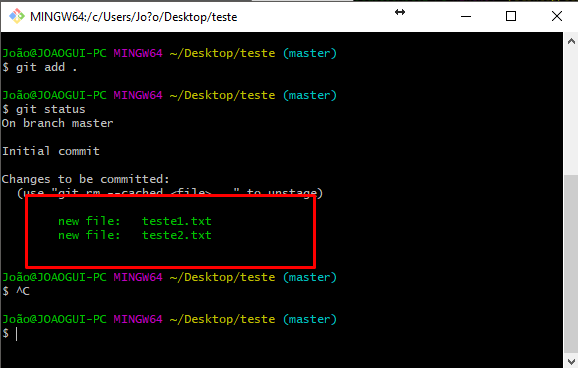 MINGW64:/c/Users/Jo?o/Desktop/teste
João@JOAOGUI-PC MINGW64 ~/Desktop/teste (master)
$ git add .
João@JOAOGUI-PC MINGW64 ~/Desktop/teste (master)
$ git status
On branch master
Initial commit
Changes to be committed:
(use "git rm --cached <file>..." to unstage)
new file: teste1.txt
new file: teste2.txt
João@JOAOGUI-PC MINGW64 ~/Desktop/teste (master)
$ ^C
João@JOAOGUI-PC MINGW64 ~/Desktop/teste (master)
$